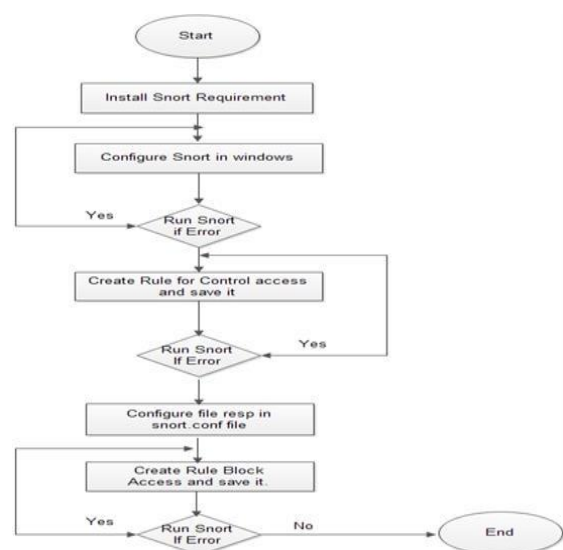 Start
Install Snort Requirement
Configure Snort in windows
Yes
Run Snort
if Error
Create Rule for Control access
and save it
Run Snort
If Error
Yes
Configure file resp in
snort.conf file
Create Rule Block
Access and save it.
Yes
Run Snort
If Error
No
End